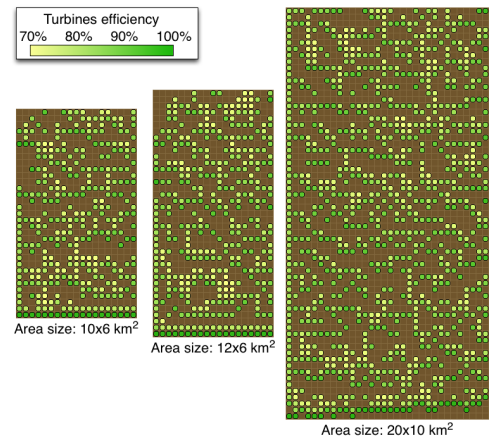 Turbines efficiency
70% 80% 90% 100%
Area size: 10x6 km²
Area size: 12x6 km²
Area size: 20x10 km²